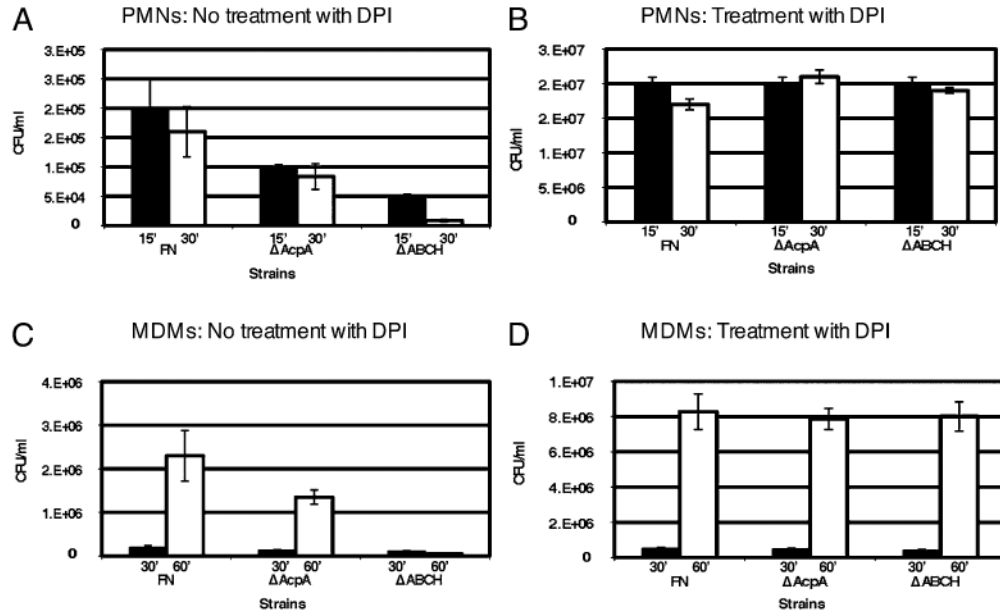 A
PMNs: No treatment with DPI
3.E+05
3.E+05
2.E+05
2.E+05
1.E+05
5.E+04
0
CFU/ml
15' 30' 15' 30' 15' 30'
FN ΔAcpA ΔABCH
Strains
B
PMNs: Treatment with DPI
3.E+07
2.E+07
2.E+07
1.E+07
5.E+06
0
CFU/ml
15' 30' 15' 30' 15' 30'
FN ΔAcpA ΔABCH
Strains
C
MDMs: No treatment with DPI
4.E+06
3.E+06
2.E+06
1.E+06
0
CFU/ml
30' 60' 30' 60' 30' 60'
FN ΔAcpA ΔABCH
Strains
D
MDMs: Treatment with DPI
1.E+07
8.E+06
6.E+06
4.E+06
2.E+06
0
CFU/ml
30' 60' 30' 60' 30' 60'
FN ΔAcpA ΔABCH
Strains